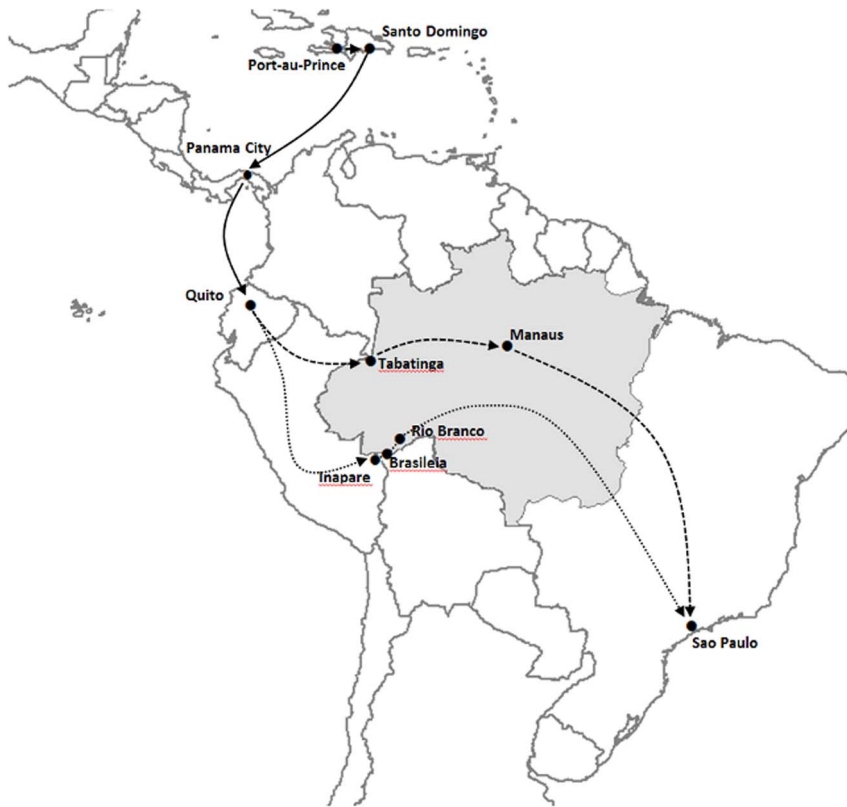 Santo Domingo
Port-au-Prince
Panama City
Quito
Manaus
Tabatinga
Rio Branco
Brasileia
Inapare
Sao Paulo